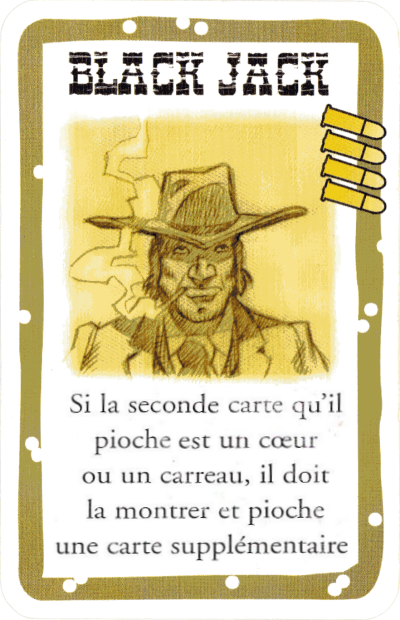 BLACK JACK
Si la seconde carte qu'il
pioche est un cœur
ou un carreau, il doit
la montrer et pioche
une carte supplémentaire